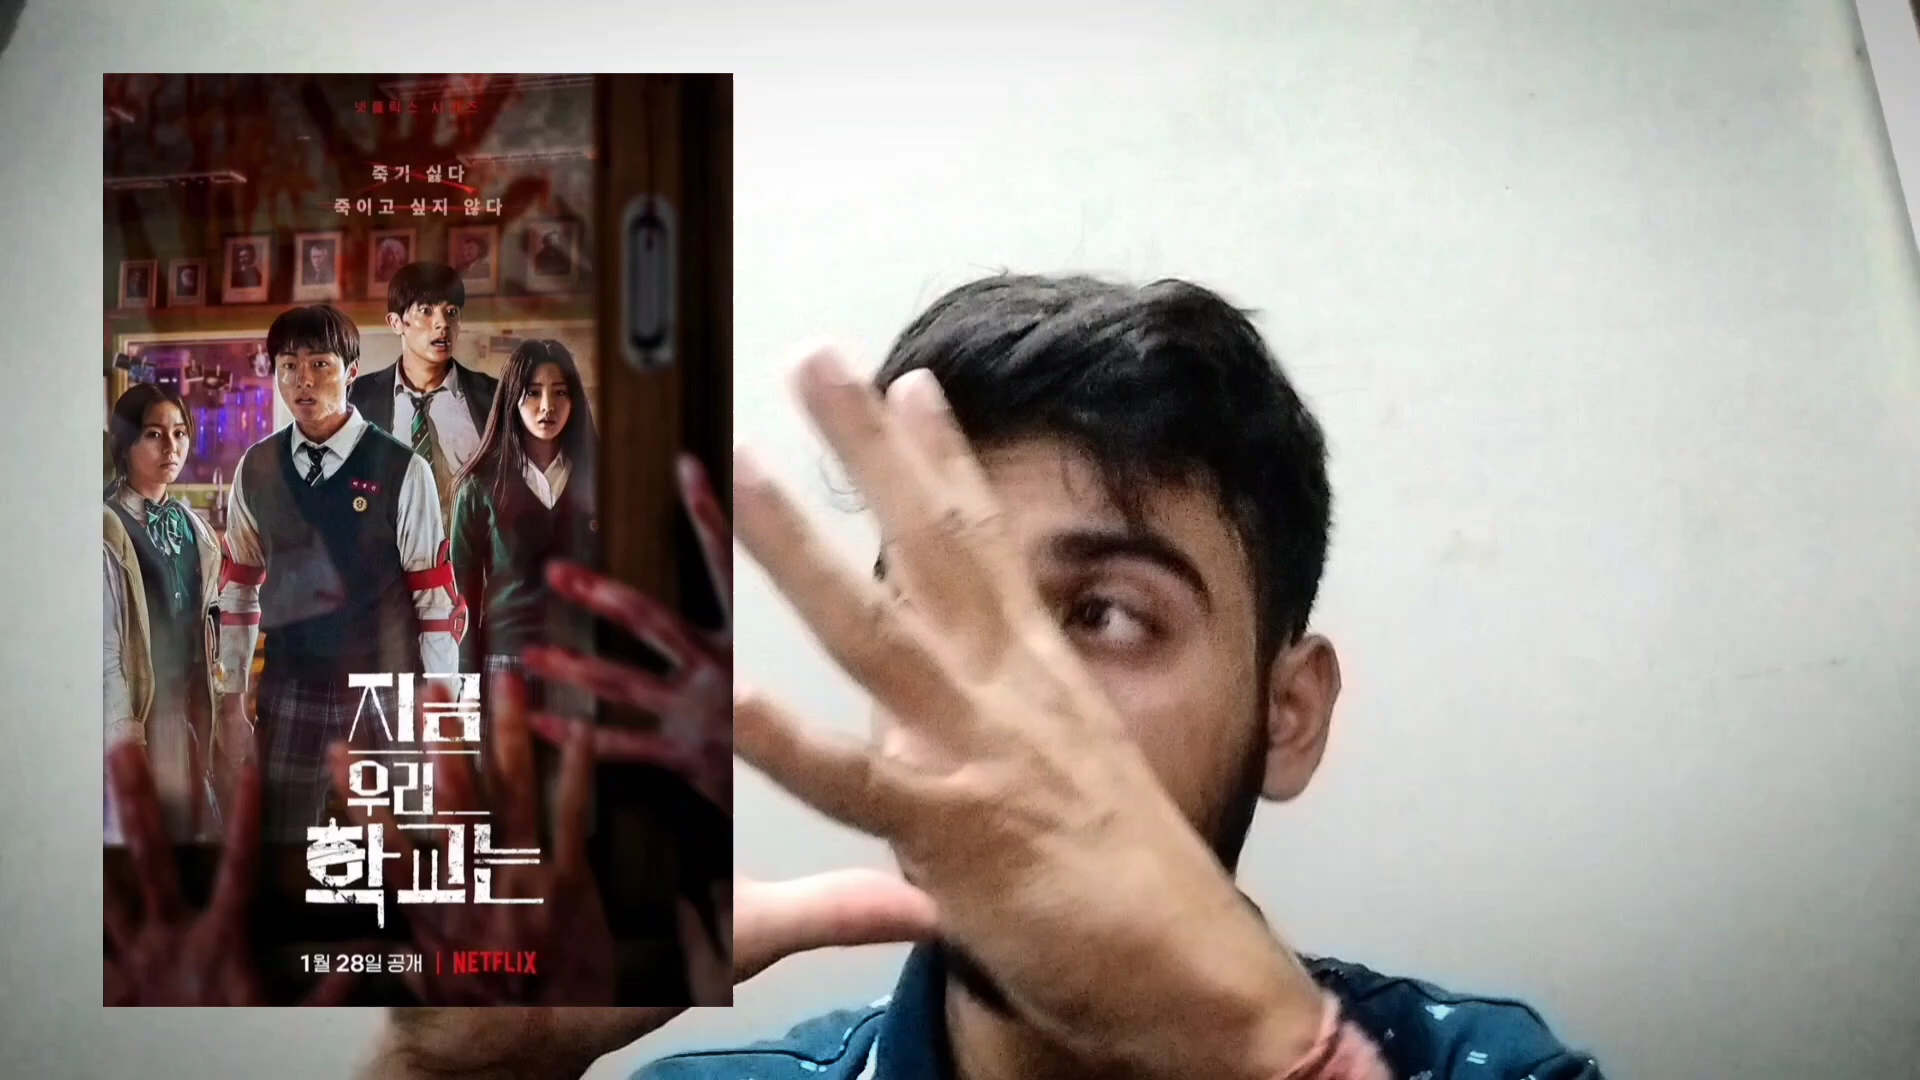 넷플릭스 시리즈
죽기 싫다
죽이고 싶지 않다
지금
우리
학교는
1월 28일 공개 | NETFLIX